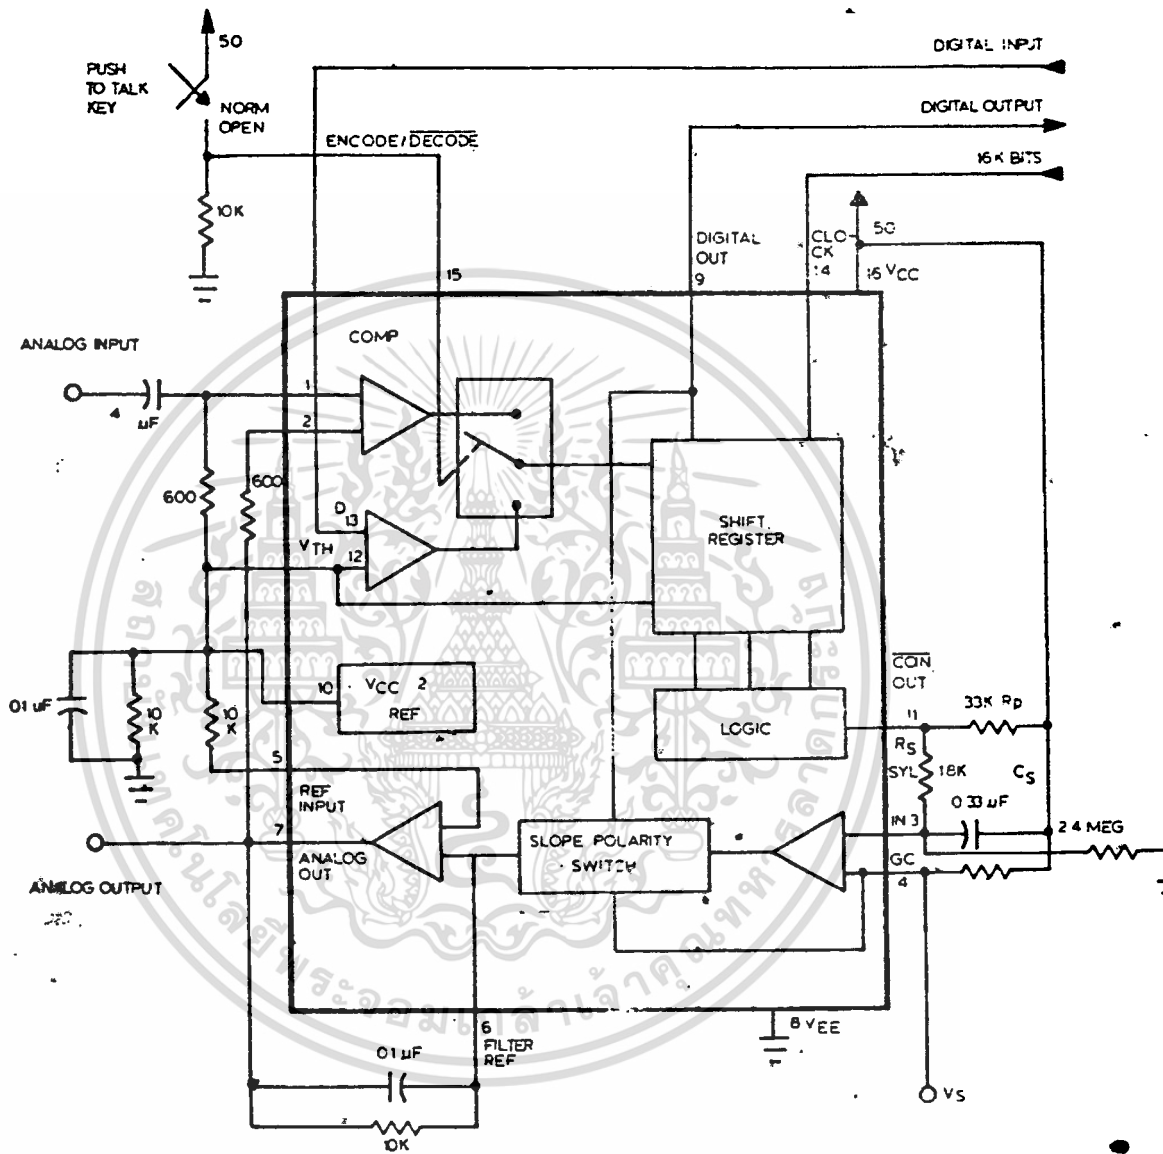 50
PUSH
TO TALK
KEY
NORM
OPEN
ENCODE/DECODE
10K
DIGITAL INPUT
DIGITAL OUTPUT
16K BITS
DIGITAL
OUT
9
CLO
CK
14
50
16 VCC
15
ANALOG INPUT
4
µF
COMP
1
2
600
600
D
13
VTH
12
SHIFT
REGISTER
01 µF
10
K
10
K
10
VCC 2
REF
LOGIC
CON
OUT
11
33K RP
RS
SYL
18K
CS
0 33 µF
IN 3
2 4 MEG
GC
4
5
REF
INPUT
7
ANALOG
OUT
SLOPE POLARITY
SWITCH
ANALOG OUTPUT
6
FILTER
REF
8 VEE
VS
01 µF
10K